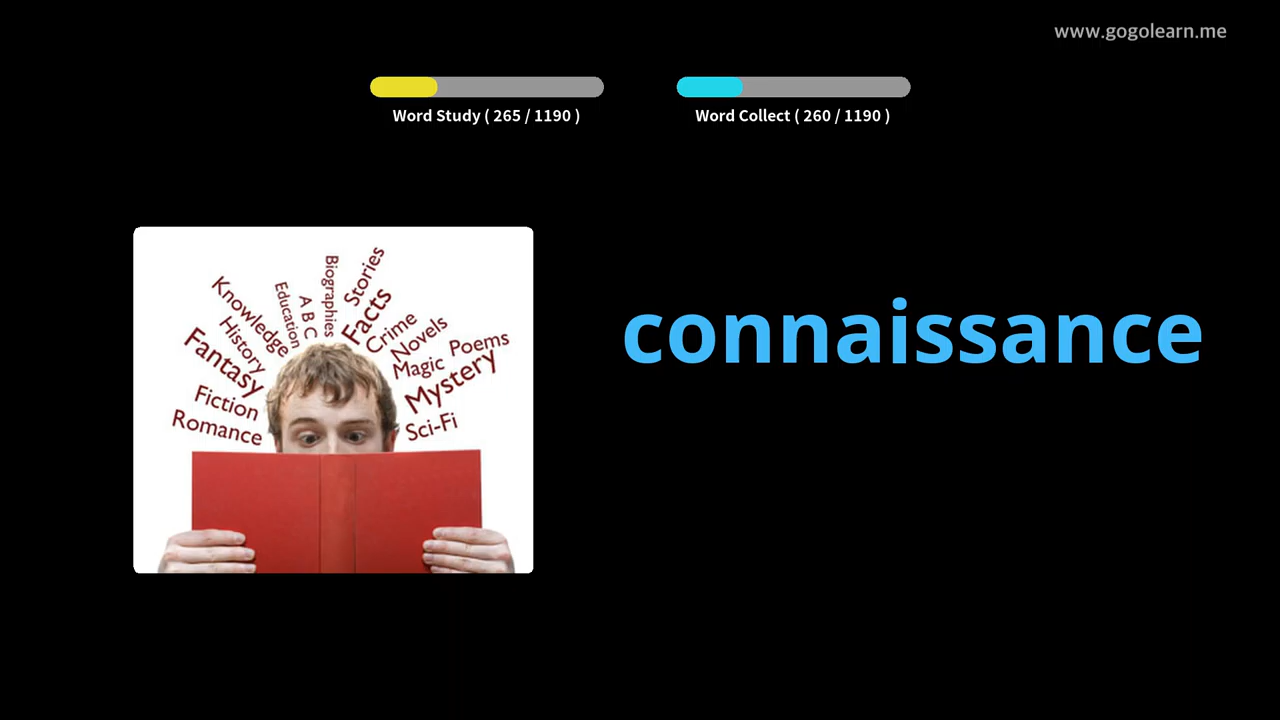 www.gogolearn.me
Word Study ( 265 / 1190 )
Word Collect ( 260 / 1190 )
connaissance
Romance
Fiction
Fantasy
History
Knowledge
Education
A B C
Biographies
Stories
Facts
Crime
Novels
Magic
Poems
Mystery
Sci-Fi